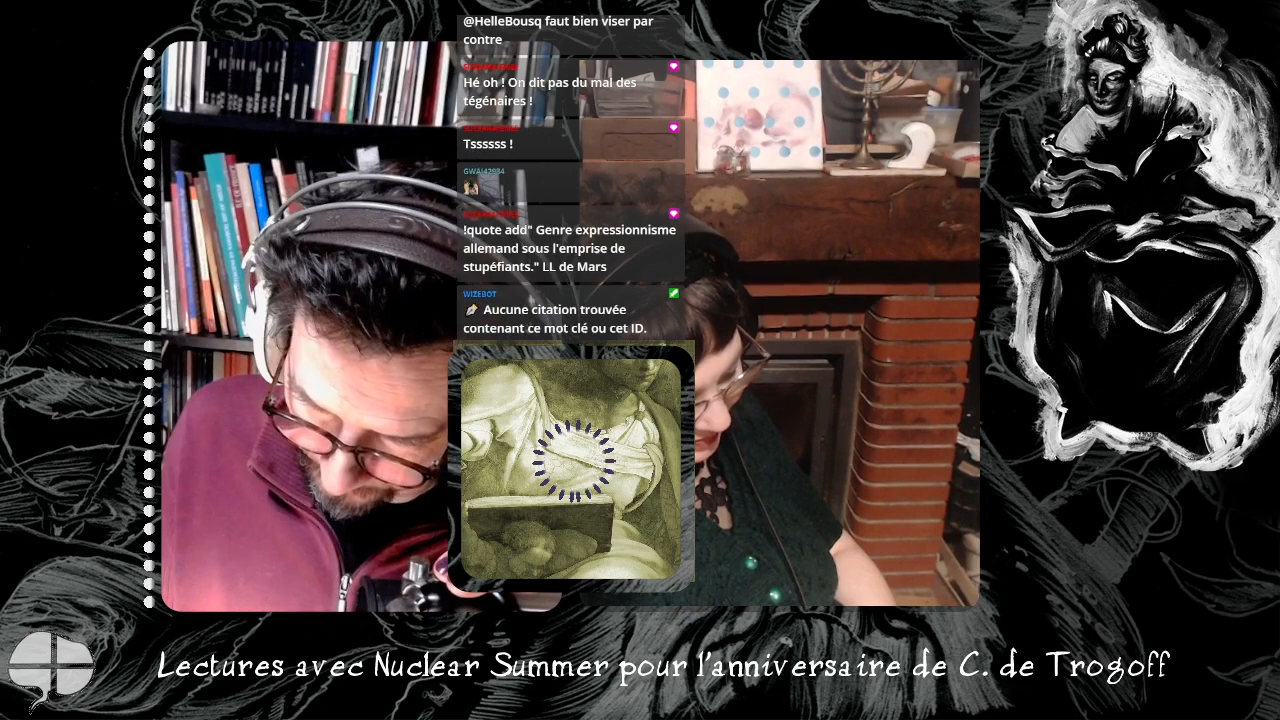 @HelleBousq faut bien viser par
contre
Hé oh ! On dit pas du mal des
tégénaires !
Tssssss !
GWAI42984
!quote add" Genre expressionnisme
allemand sous l'emprise de
stupéfiants." LL de Mars
WIZEBOT
Aucune citation trouvée
contenant ce mot clé ou cet ID.
Lectures avec Nuclear Summer pour l'anniversaire de C. de Trogoff